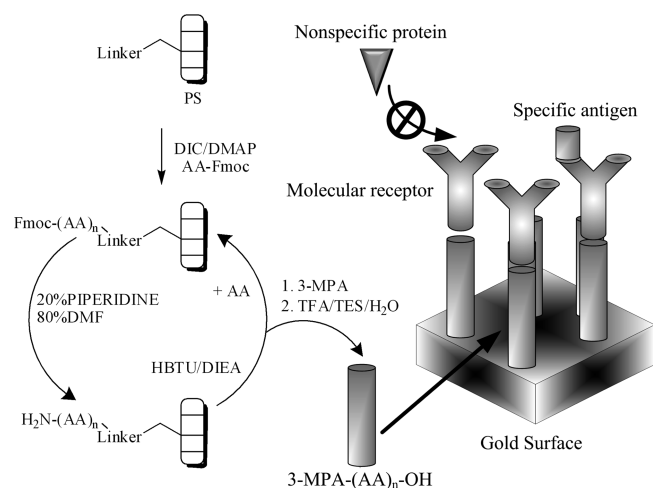 Linker
PS
DIC/DMAP
AA-Fmoc
Fmoc-(AA)n
Linker
20%PIPERIDINE
80%DMF
+ AA
HBTU/DIEA
H2N-(AA)n
Linker
1. 3-MPA
2. TFA/TES/H2O
3-MPA-(AA)n-OH
Nonspecific protein
Specific antigen
Molecular receptor
Gold Surface